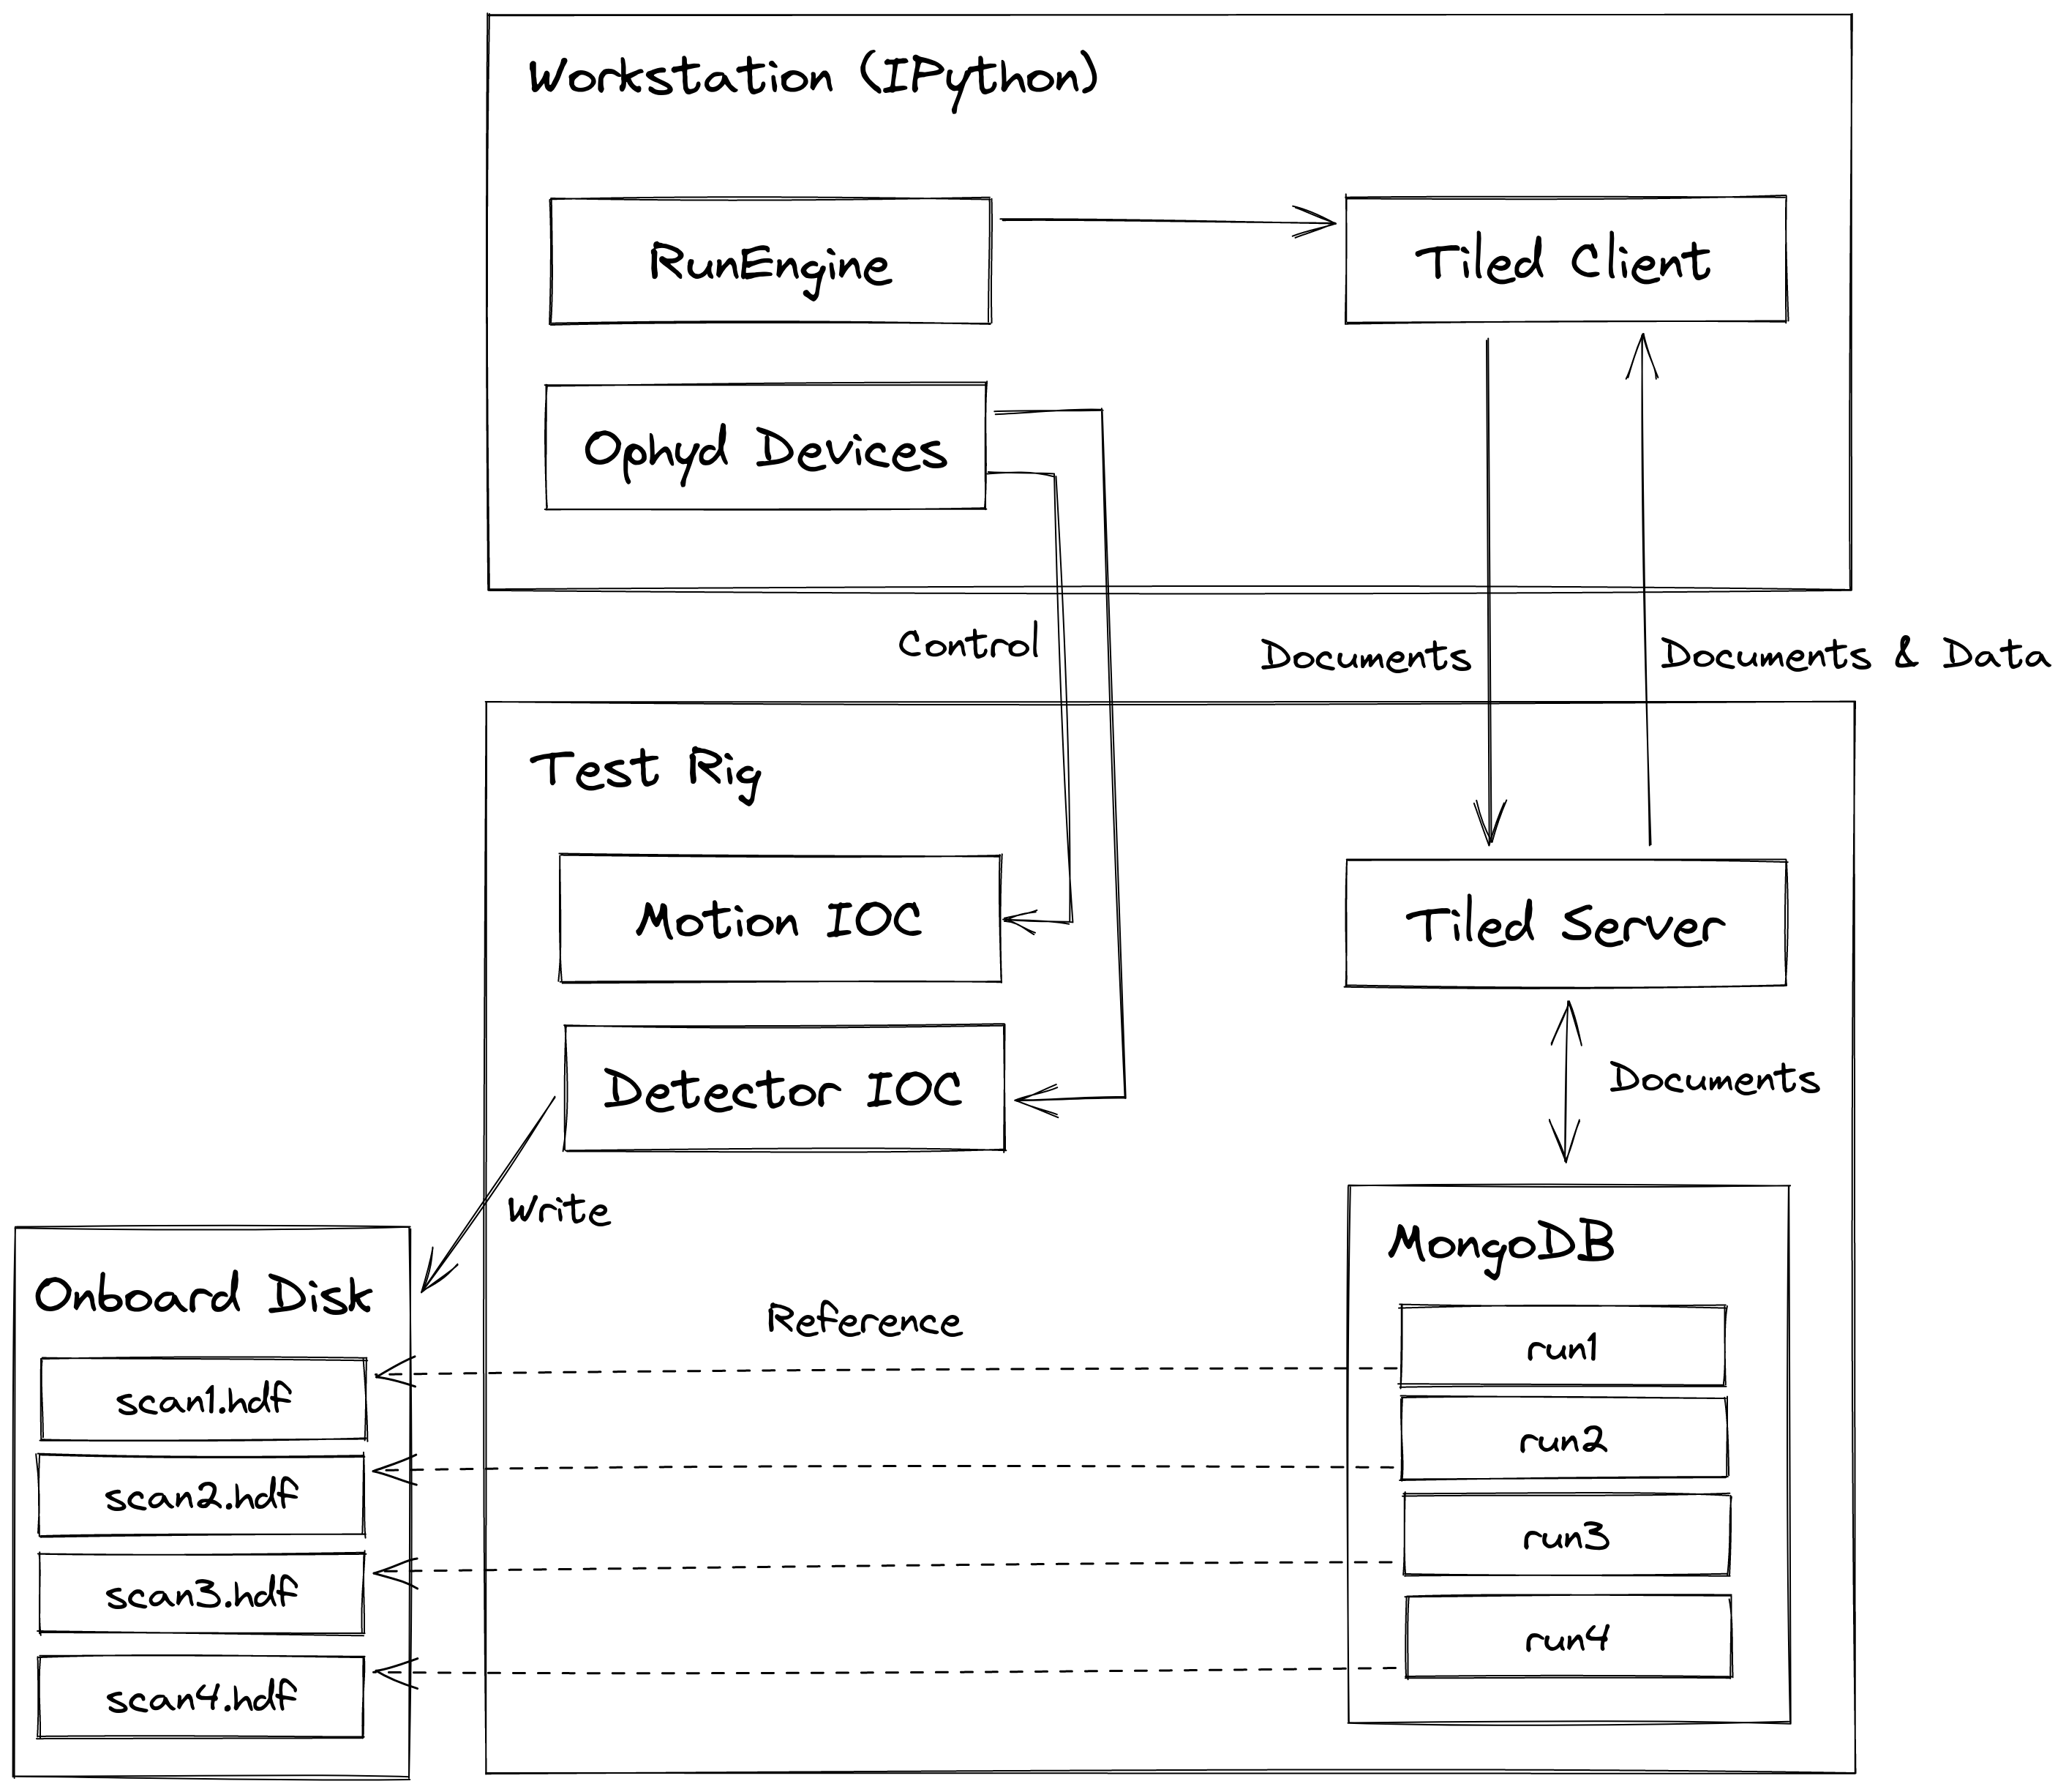 Workstation (IPython)
RunEngine
Tiled Client
Ophyd Devices
Control
Documents
Documents & Data
Test Rig
Motion IOC
Tiled Server
Detector IOC
Documents
Write
MongoDB
Onboard Disk
Reference
run1
scan1.hdf
run2
scan2.hdf
run3
scan3.hdf
run4
scan4.hdf